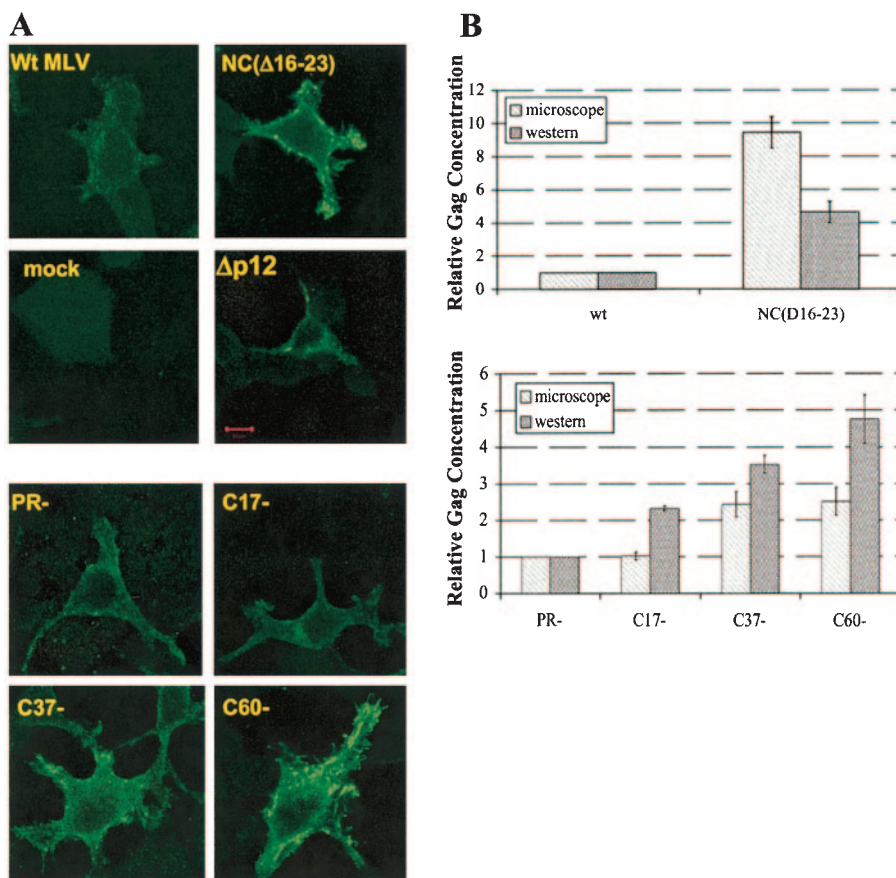 A
Wt MLV
NC(Δ16-23)
mock
Δp12
PR-
C17-
C37-
C60-
B
Relative Gag Concentration
12
10
8
6
4
2
0
microscope
western
wt
NC(D16-23)
Relative Gag Concentration
6
5
4
3
2
1
0
microscope
western
PR-
C17-
C37-
C60-